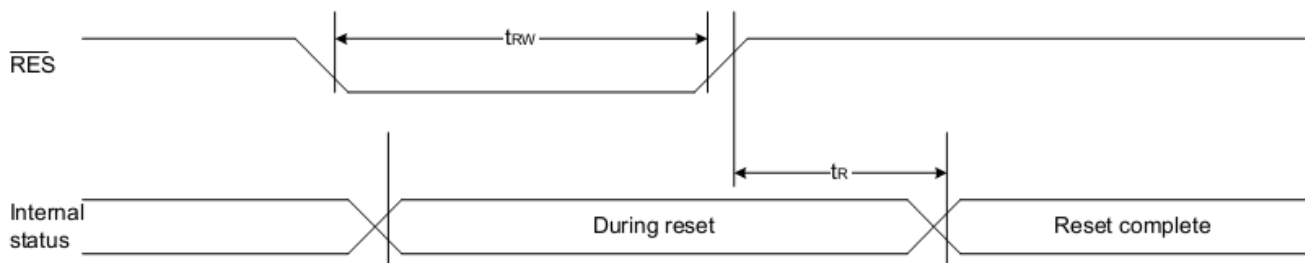 tRW
RES
tR
Internal
status
During reset
Reset complete